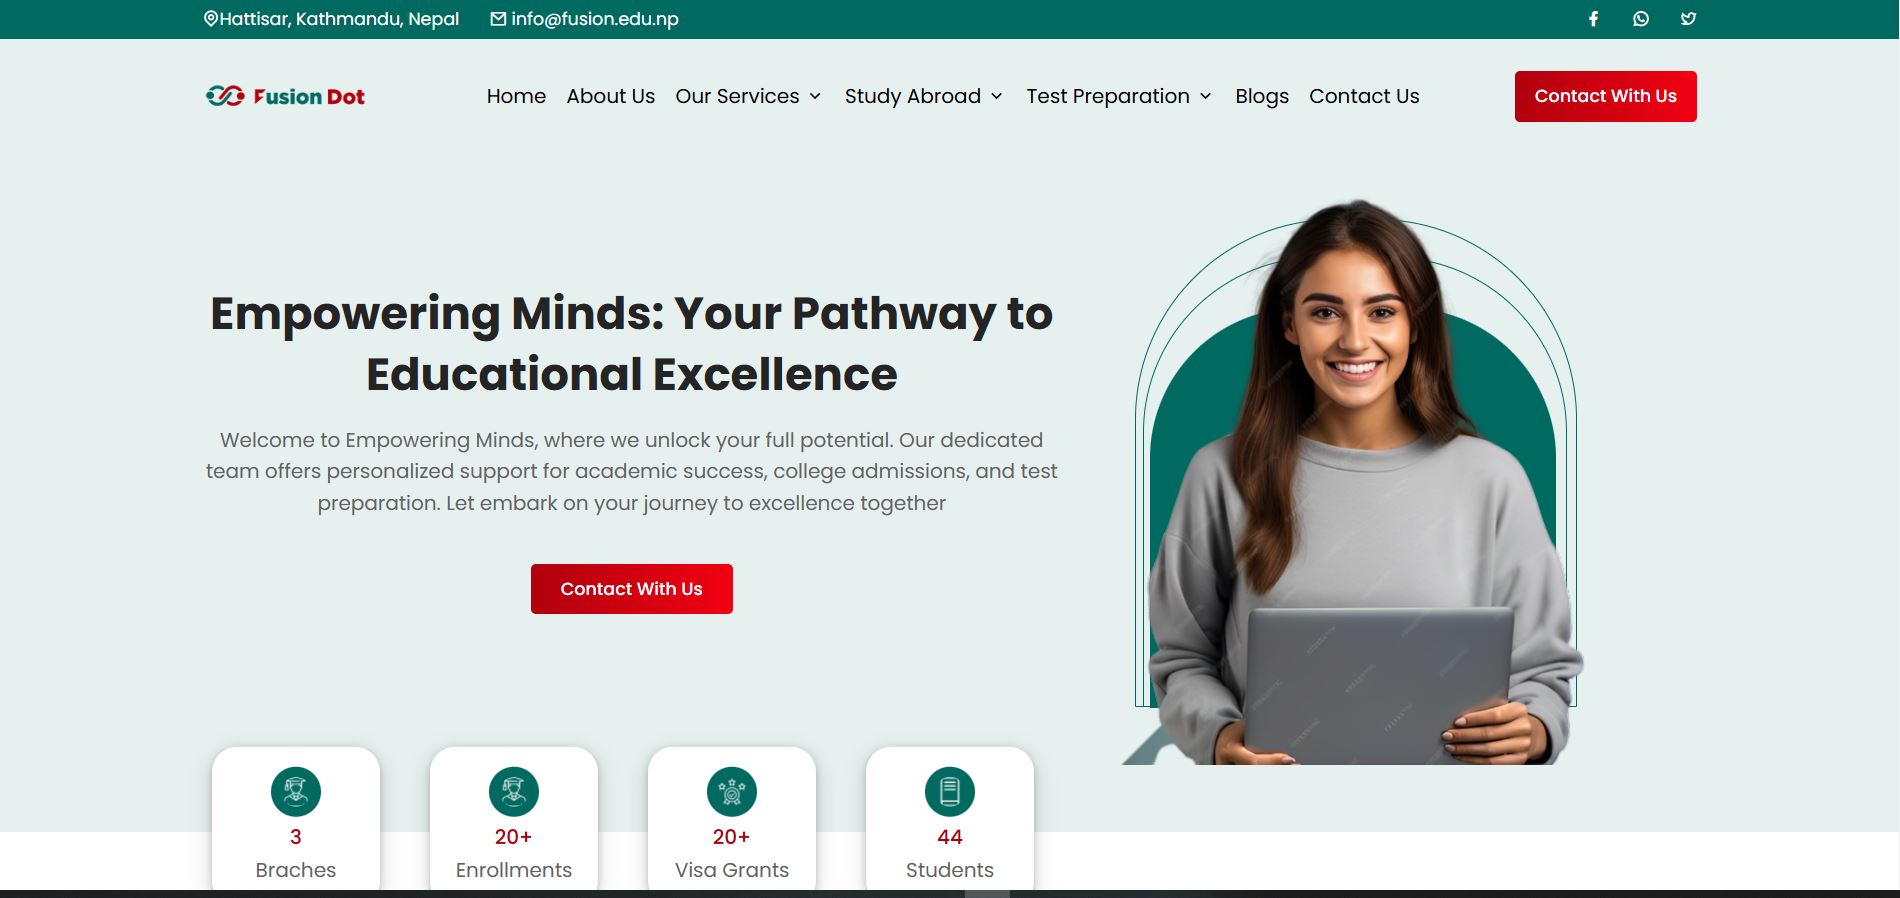 Hattisar, Kathmandu, Nepal info@fusion.edu.np
Fusion Dot
Home About Us Our Services Study Abroad Test Preparation Blogs Contact Us
Contact With Us
Empowering Minds: Your Pathway to
Educational Excellence
Welcome to Empowering Minds, where we unlock your full potential. Our dedicated
team offers personalized support for academic success, college admissions, and test
preparation. Let embark on your journey to excellence together
Contact With Us
3
Braches
20+
Enrollments
20+
Visa Grants
44
Students